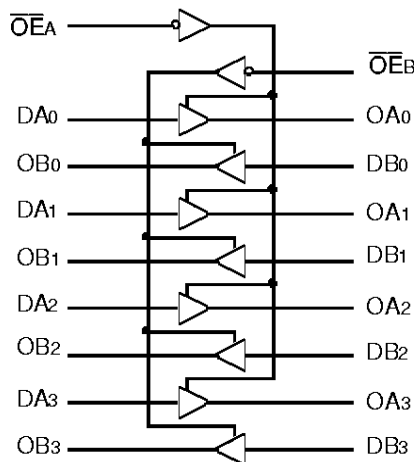 OEA
OEB
DA0 OA0
OB0 DB0
DA1 OA1
OB1 DB1
DA2 OA2
OB2 DB2
DA3 OA3
OB3 DB3